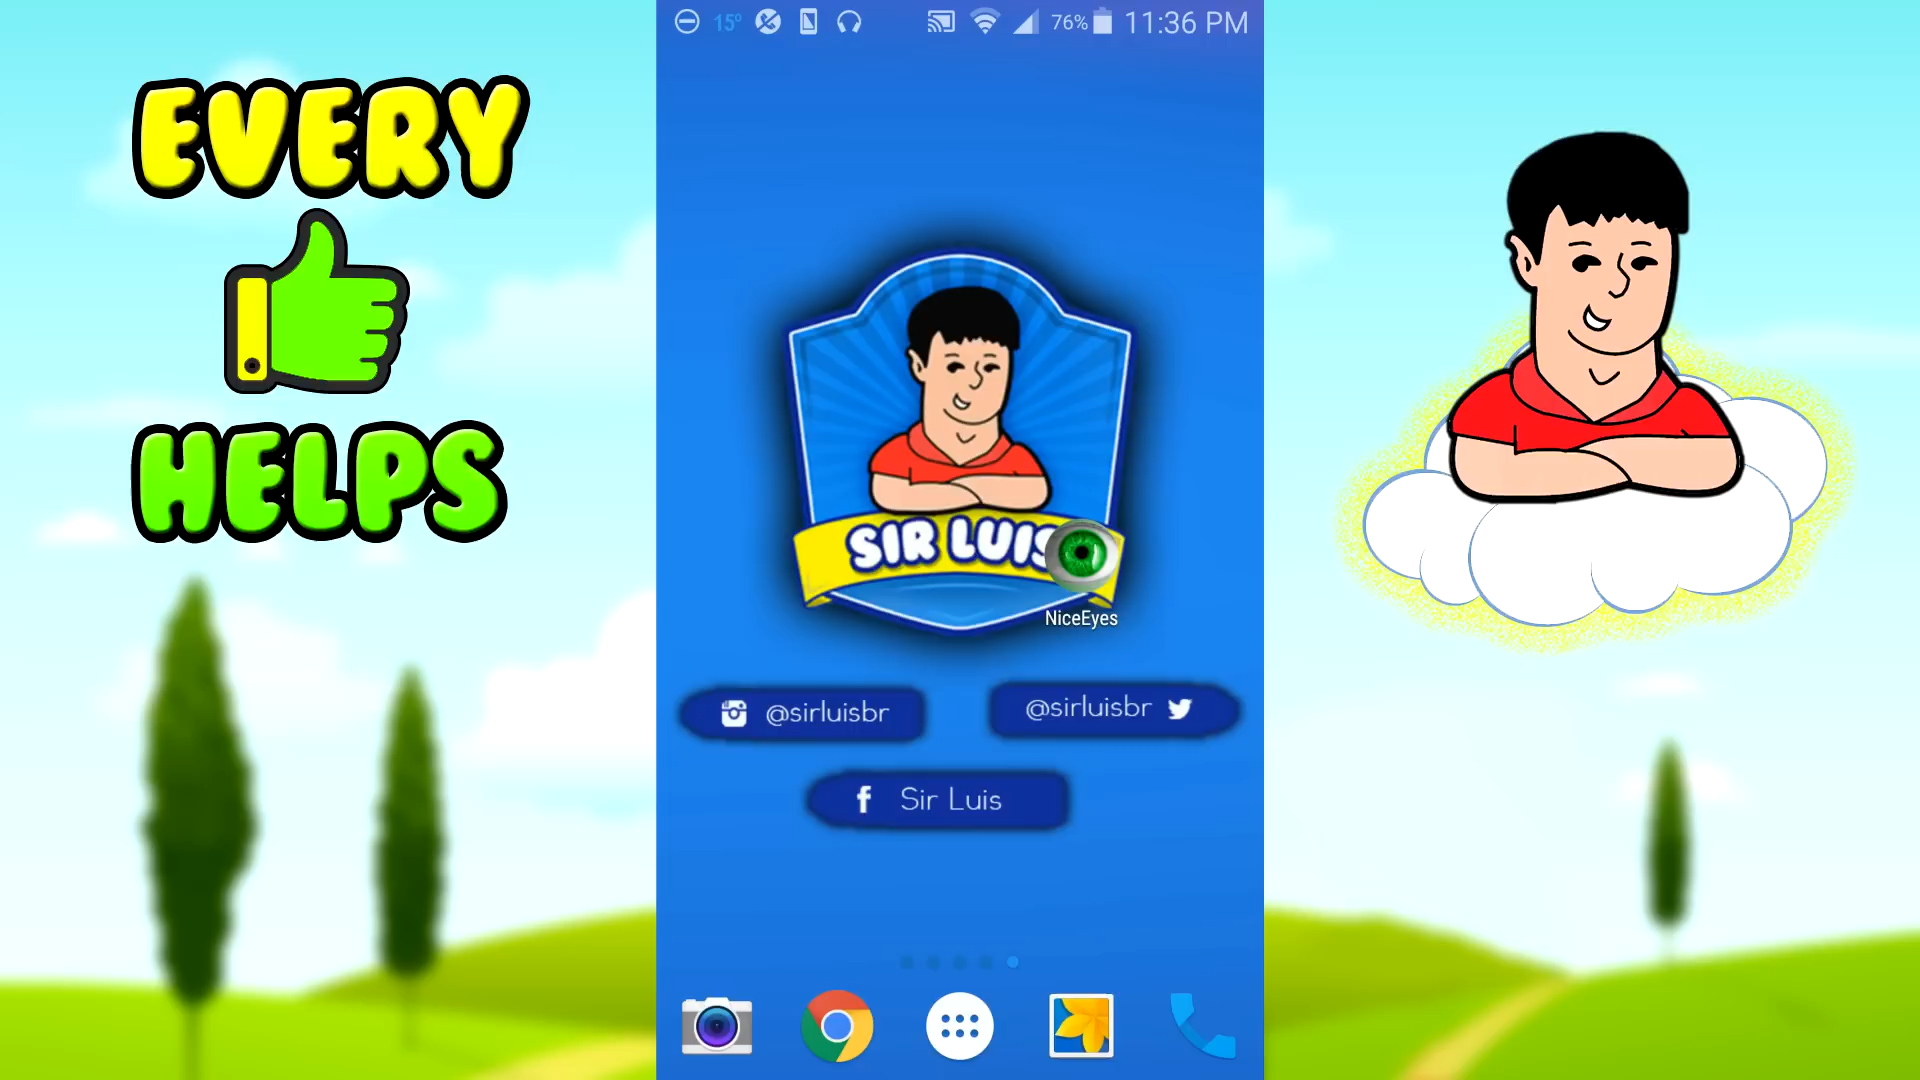 EVERY
HELPS
15°
76%
11:36 PM
SIR LUIS
NiceEyes
@sirluisbr
@sirluisbr
Sir Luis